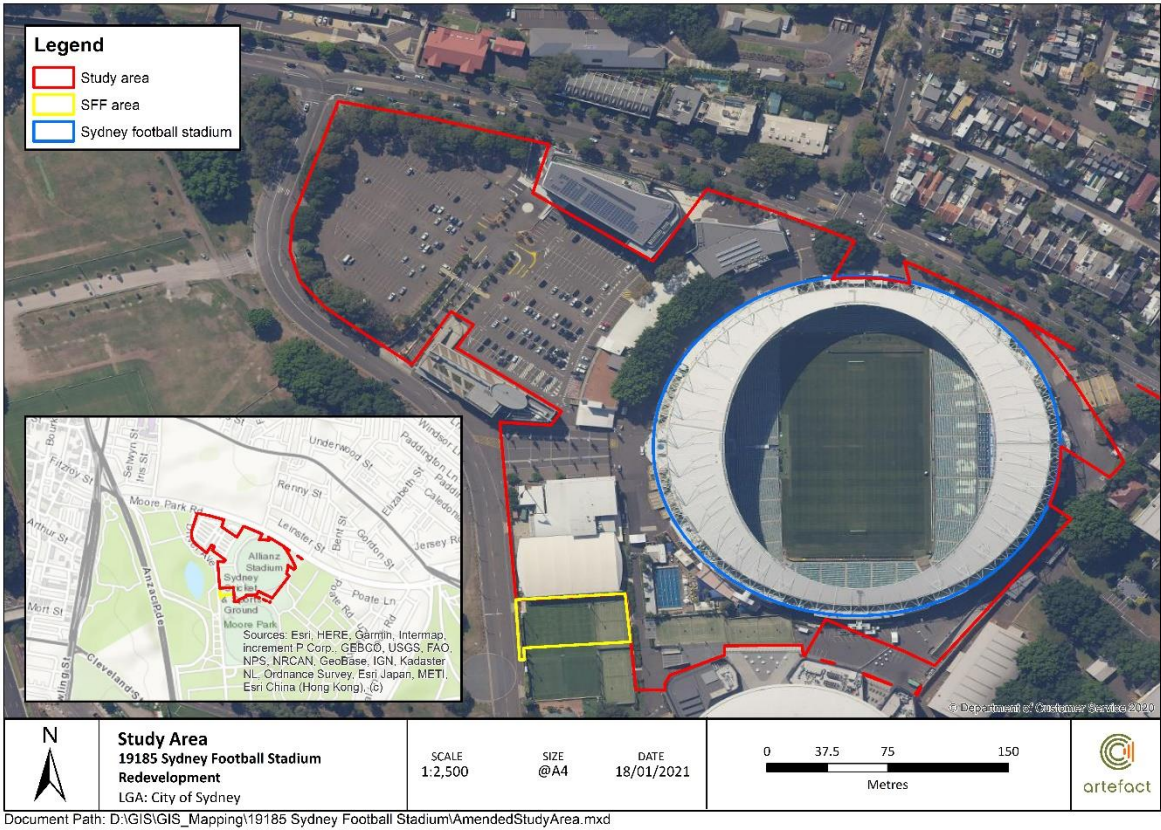 Legend
Study area
SFF area
Sydney football stadium
Underwood St
Selwyn St
Iris St
Fitzroy St
Renny St
Elizabeth St
Paddington Ln
Windsor
Moore Park Rd
Leinster St
Bent St
Gordon St
Jersey Rd
Arthur St
Allianz
Stadium
Sydney
Ground
Moore Park
Poate Ln
Anzac Pde
Mort St
Cleveland St
Sources: Esri, HERE, Garmin, Intermap,
increment P Corp., GEBCO, USGS, FAO,
NPS, NRCAN, GeoBase, IGN, Kadaster
NL, Ordnance Survey, Esri Japan, METI,
Esri China (Hong Kong), (c)
© Department of Customer Service 2020
N
Study Area
19185 Sydney Football Stadium
Redevelopment
LGA: City of Sydney
SCALE
1:2,500
SIZE
@A4
DATE
18/01/2021
0 37.5 75 150
Metres
artefact
Document Path: D:\GIS\GIS_Mapping\19185 Sydney Football Stadium\AmendedStudyArea.mxd